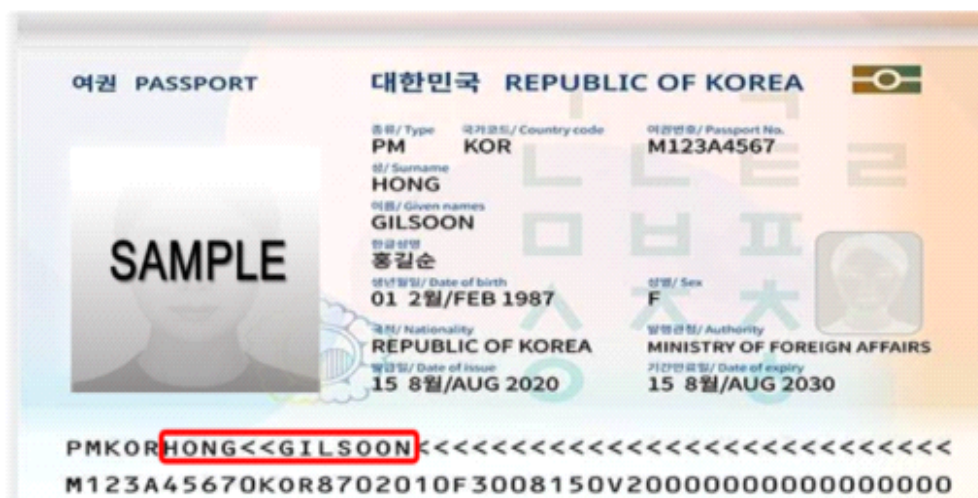 여권 PASSPORT 대한민국 REPUBLIC OF KOREA
종류/Type 국가코드/Country code 여권번호/Passport No.
PM KOR M123A4567
성/Surname
HONG
이름/Given names
GILSOON
한글성명
홍길순
생년월일/Date of birth 성별/Sex
01 2월/FEB 1987 F
국적/Nationality 발행관청/Authority
REPUBLIC OF KOREA MINISTRY OF FOREIGN AFFAIRS
발급일/Date of issue 기간만료일/Date of expiry
15 8월/AUG 2020 15 8월/AUG 2030
SAMPLE
PMKORHONG<<GILSOON<<<<<<<<<<<<<<<<<<<<<<<<<<
M123A45670KOR8702010F3008150V20000000000000000